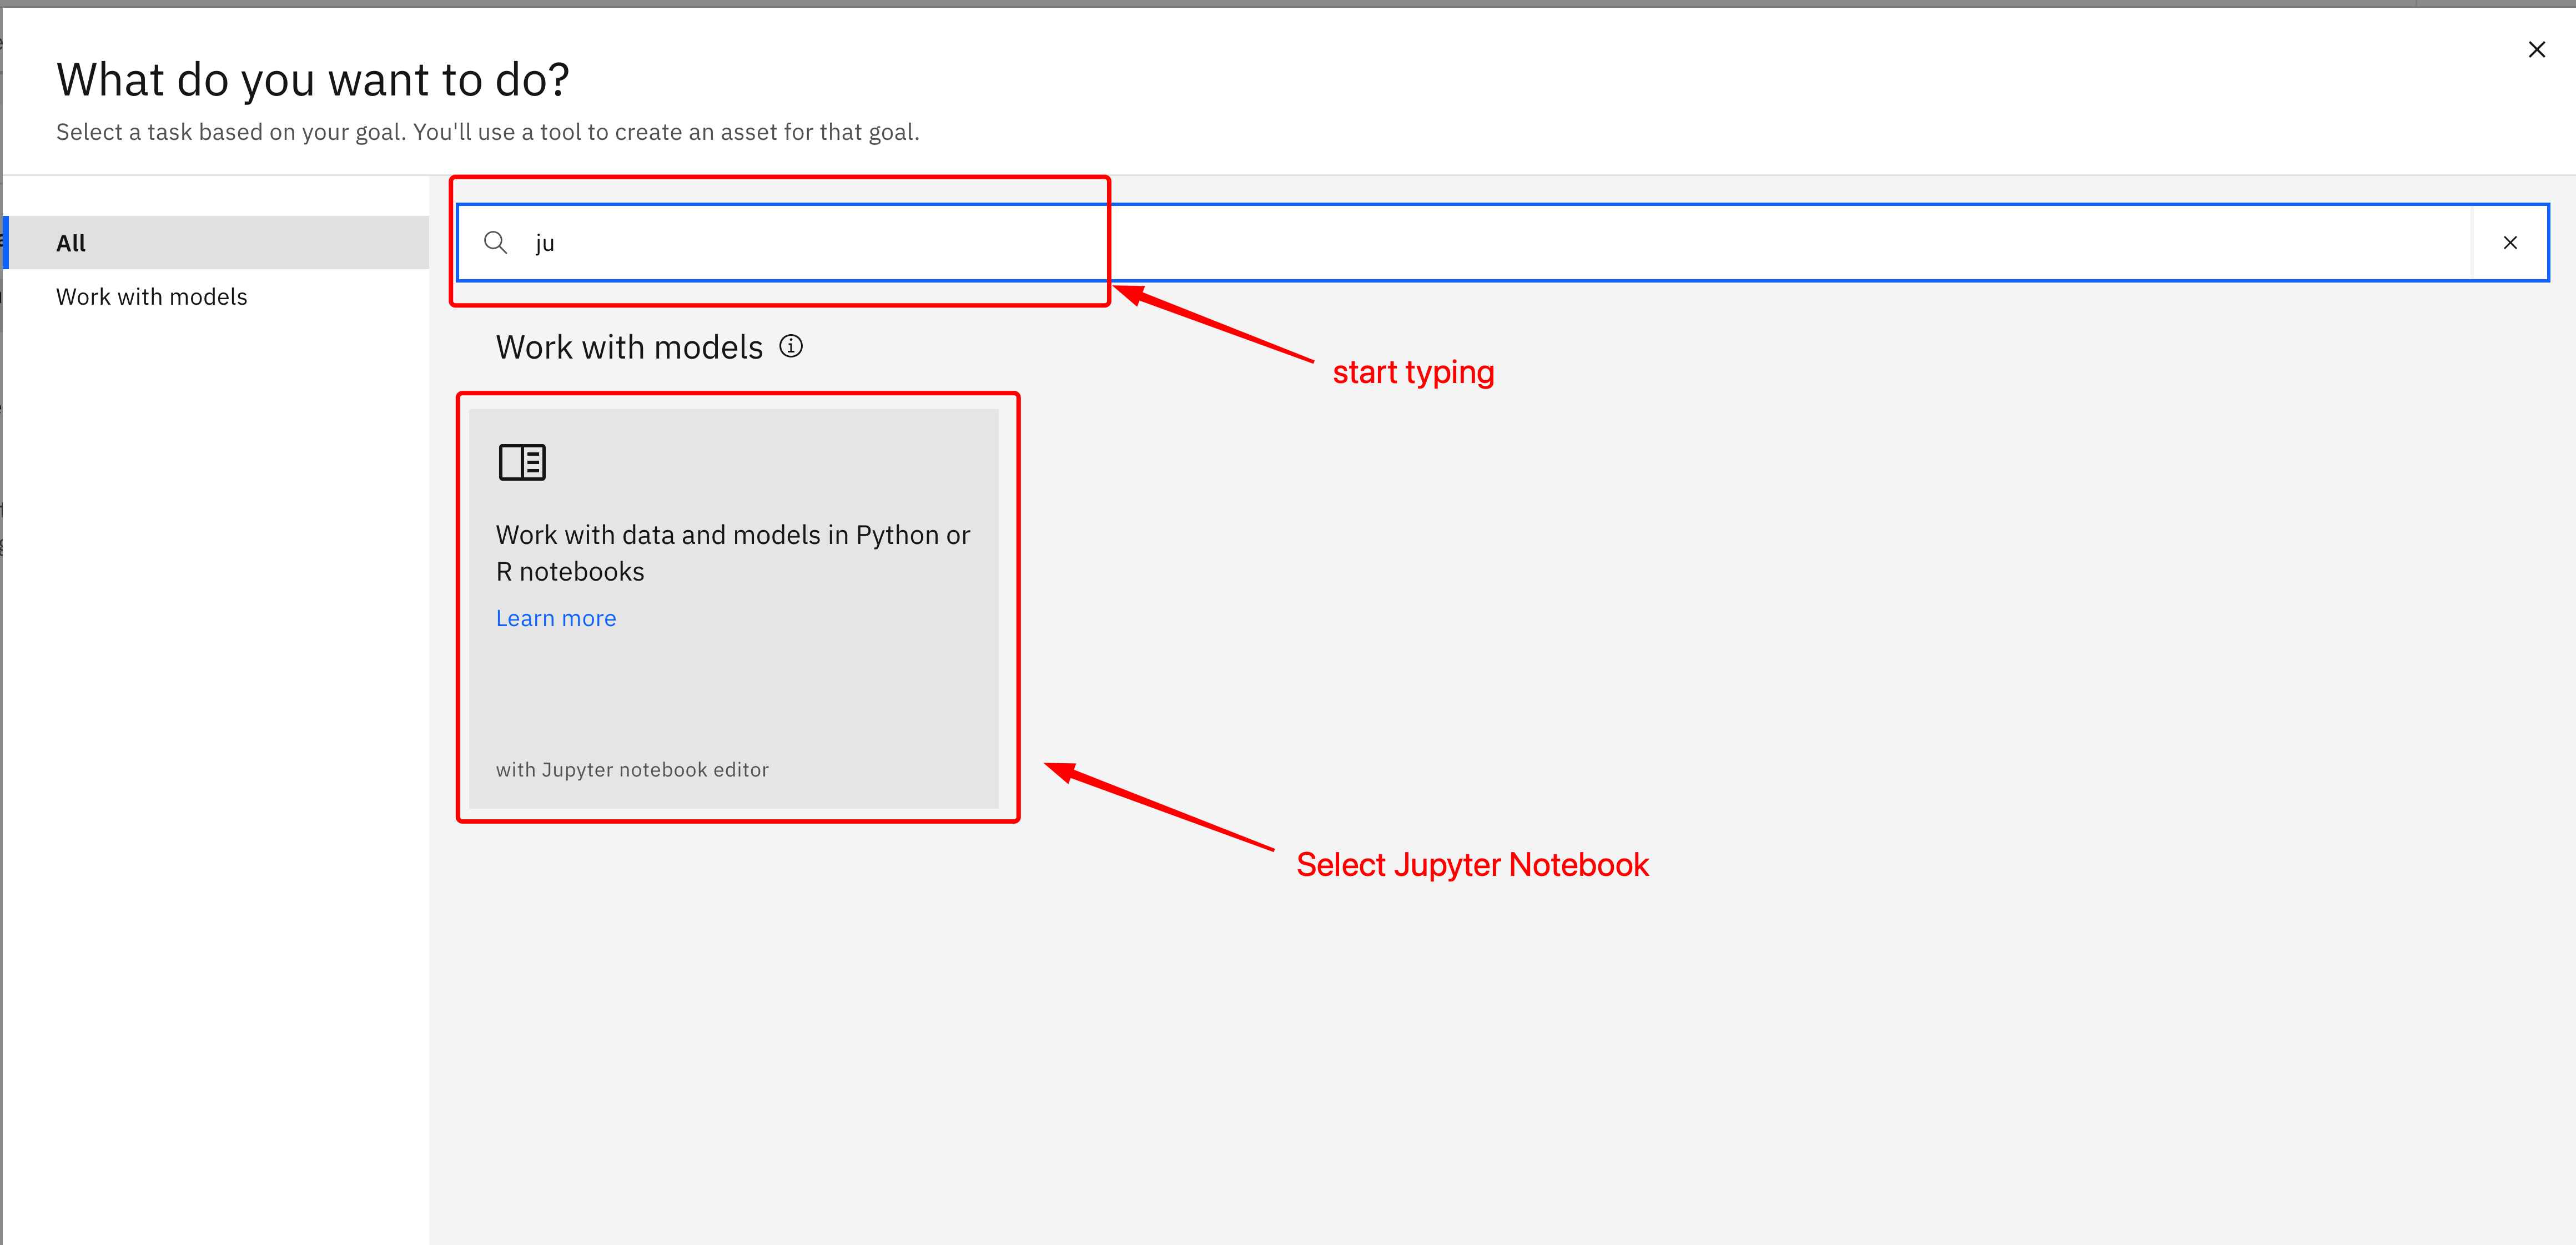 What do you want to do?
Select a task based on your goal. You'll use a tool to create an asset for that goal.
All
Work with models
ju
Work with models
start typing
Work with data and models in Python or
R notebooks
Learn more
with Jupyter notebook editor
Select Jupyter Notebook